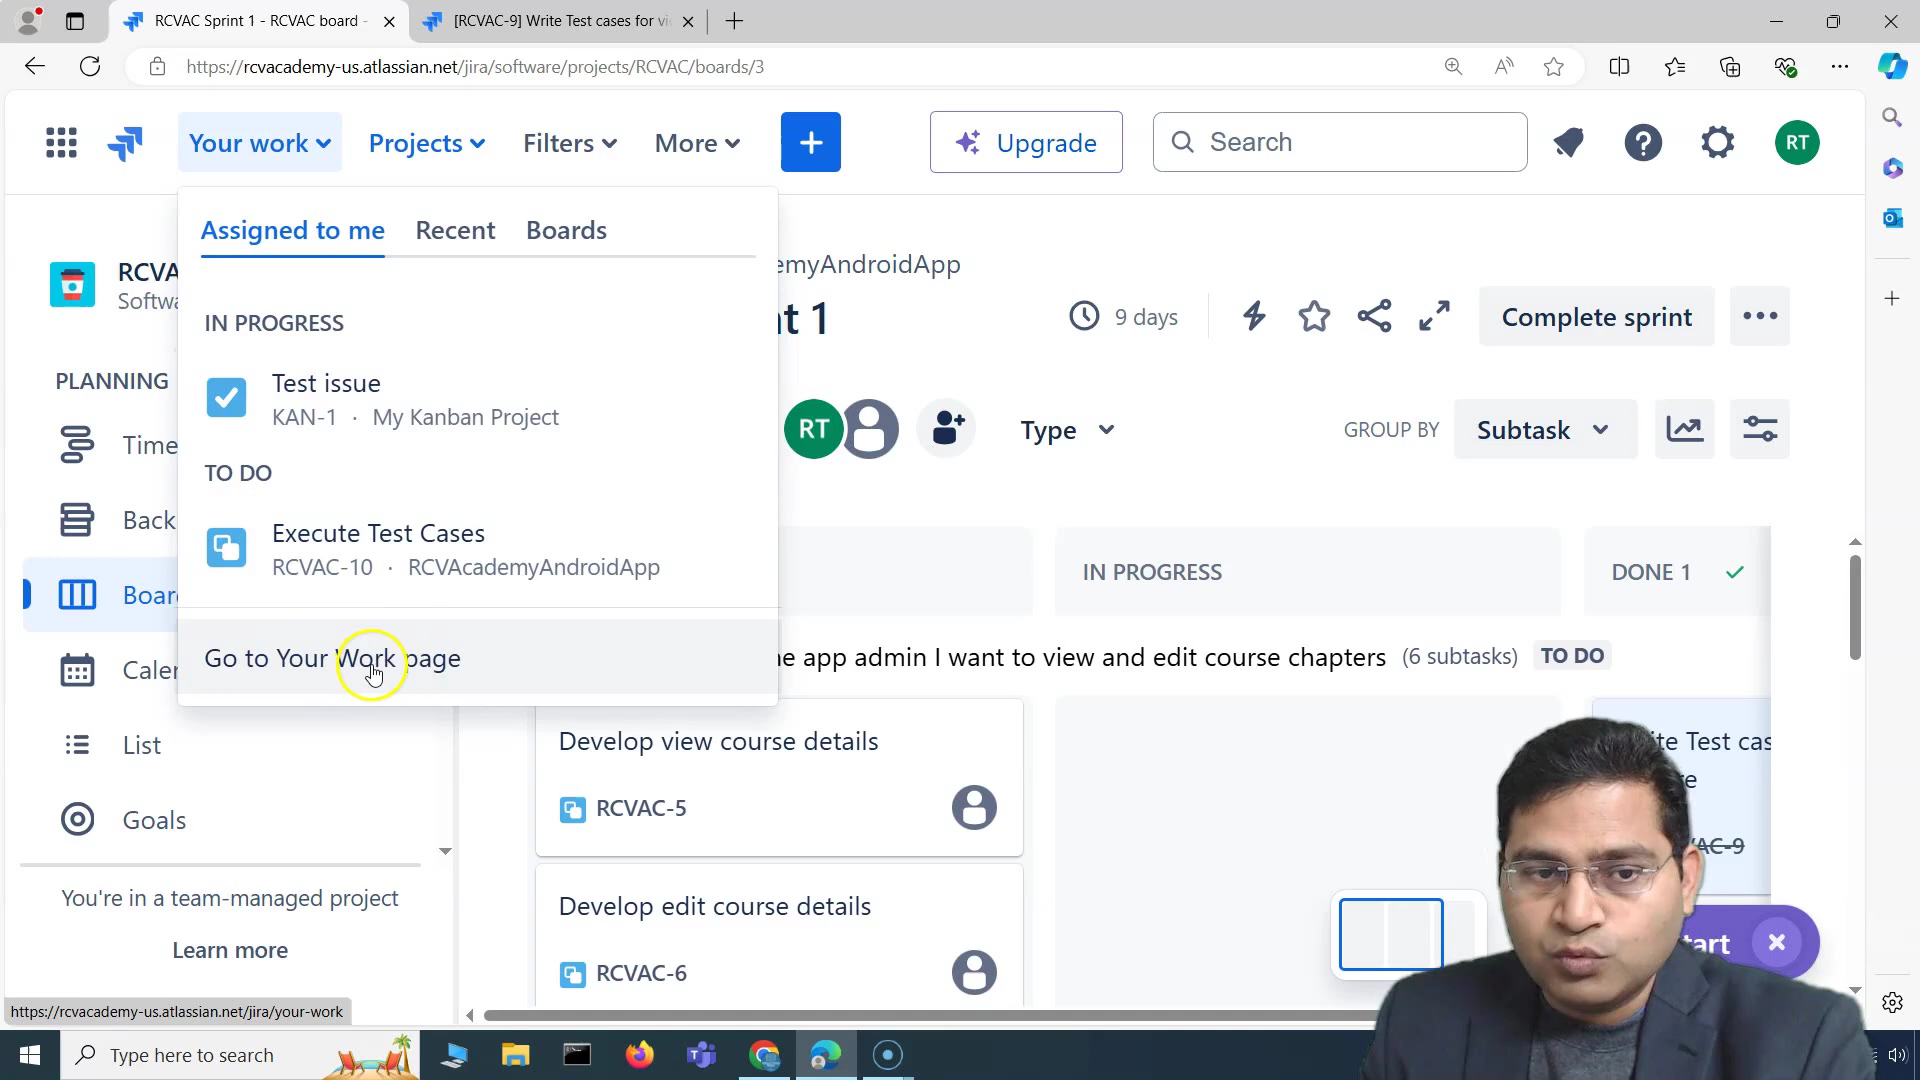 RCVAC Sprint 1 - RCVAC board -
[RCVAC-9] Write Test cases for vi
https://rcvacademy-us.atlassian.net/jira/software/projects/RCVAC/boards/3
Your work
Projects
Filters
More
Upgrade
Search
RT
Assigned to me
Recent
Boards
IN PROGRESS
Test issue
KAN-1 · My Kanban Project
TO DO
Execute Test Cases
RCVAC-10 · RCVAcademyAndroidApp
Go to Your Work page
RCVA
Softwa
PLANNING
Time
Back
Boar
Caler
List
Goals
You're in a team-managed project
Learn more
emyAndroidApp
nt 1
9 days
Complete sprint
RT
Type
GROUP BY
Subtask
IN PROGRESS
DONE 1
ne app admin I want to view and edit course chapters (6 subtasks) TO DO
Develop view course details
RCVAC-5
Develop edit course details
RCVAC-6
te Test cas
re
VAC-9
tart
https://rcvacademy-us.atlassian.net/jira/your-work
Type here to search